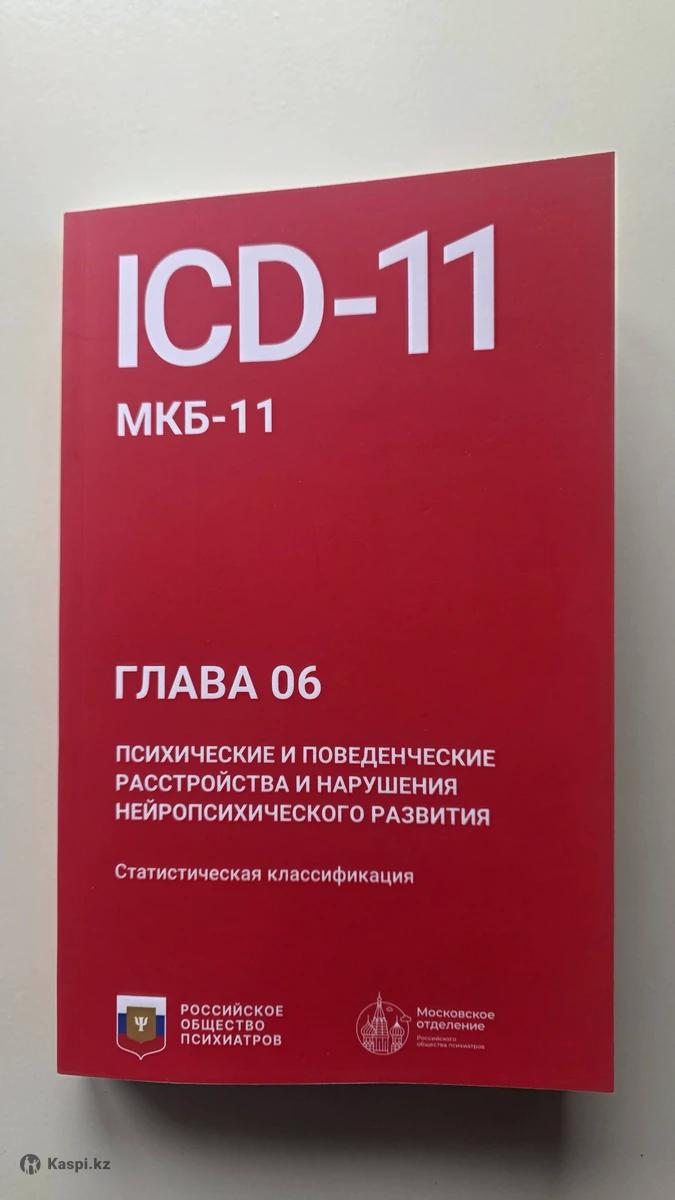 ICD-11
МКБ-11
ГЛАВА 06
ПСИХИЧЕСКИЕ И ПОВЕДЕНЧЕСКИЕ
РАССТРОЙСТВА И НАРУШЕНИЯ
НЕЙРОПСИХИЧЕСКОГО РАЗВИТИЯ
Статистическая классификация
РОССИЙСКОЕ
ОБЩЕСТВО
ПСИХИАТРОВ
Московское
отделение
Российского
общества психиатров
Kaspi.kz